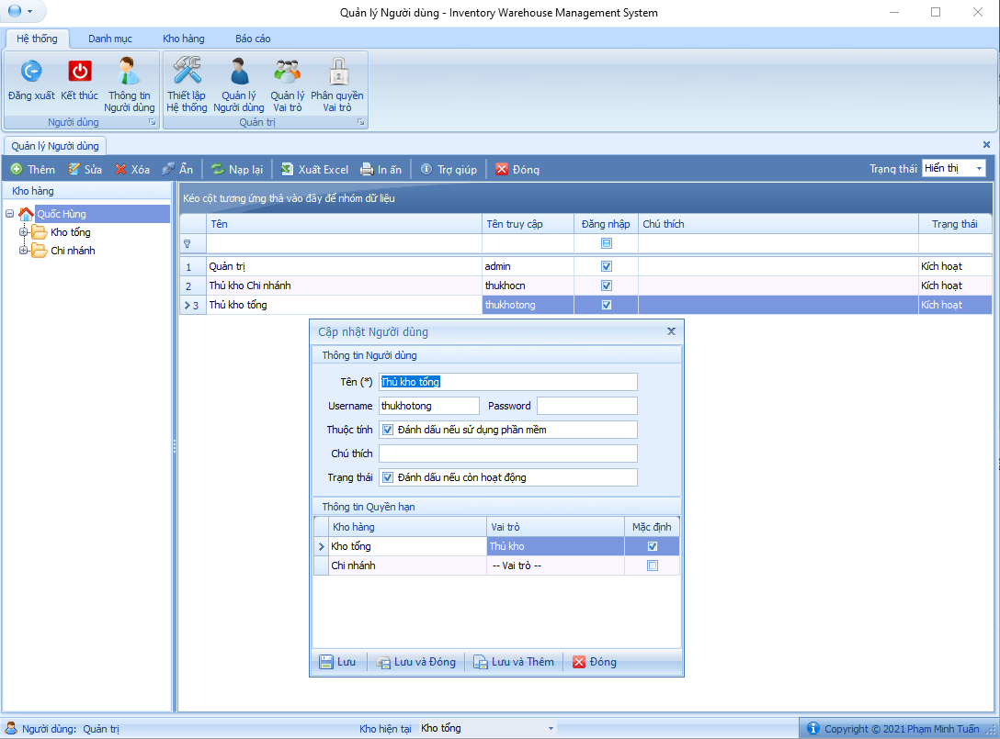 Quản lý Người dùng - Inventory Warehouse Management System
Hệ thống Danh mục Kho hàng Báo cáo
Đăng xuất Kết thúc Thông tin Người dùng Thiết lập Hệ thống Quản lý Người dùng Quản lý Vai trò Phân quyền Vai trò
Người dùng Quản trị
Quản lý Người dùng
Thêm Sửa Xóa Ẩn Nạp lại Xuất Excel In ấn Trợ giúp Đóng Trạng thái Hiển thị
Kho hàng
Kéo cột tương ứng thả vào đây để nhóm dữ liệu
Quốc Hùng
Kho tổng
Chi nhánh
Tên Tên truy cập Đăng nhập Chú thích Trạng thái
1 Quản trị admin Kích hoạt
2 Thủ kho Chi nhánh thukhocn Kích hoạt
3 Thủ kho tổng thukhotong Kích hoạt
Cập nhật Người dùng
Thông tin Người dùng
Tên (*) Thủ kho tổng
Username thukhotong Password
Thuộc tính Đánh dấu nếu sử dụng phần mềm
Chú thích
Trạng thái Đánh dấu nếu còn hoạt động
Thông tin Quyền hạn
Kho hàng Vai trò Mặc định
Kho tổng Thủ kho
Chi nhánh -- Vai trò --
Lưu Lưu và Đóng Lưu và Thêm Đóng
Người dùng: Quản trị Kho hiện tại Kho tổng Copyright © 2021 Phạm Minh Tuấn